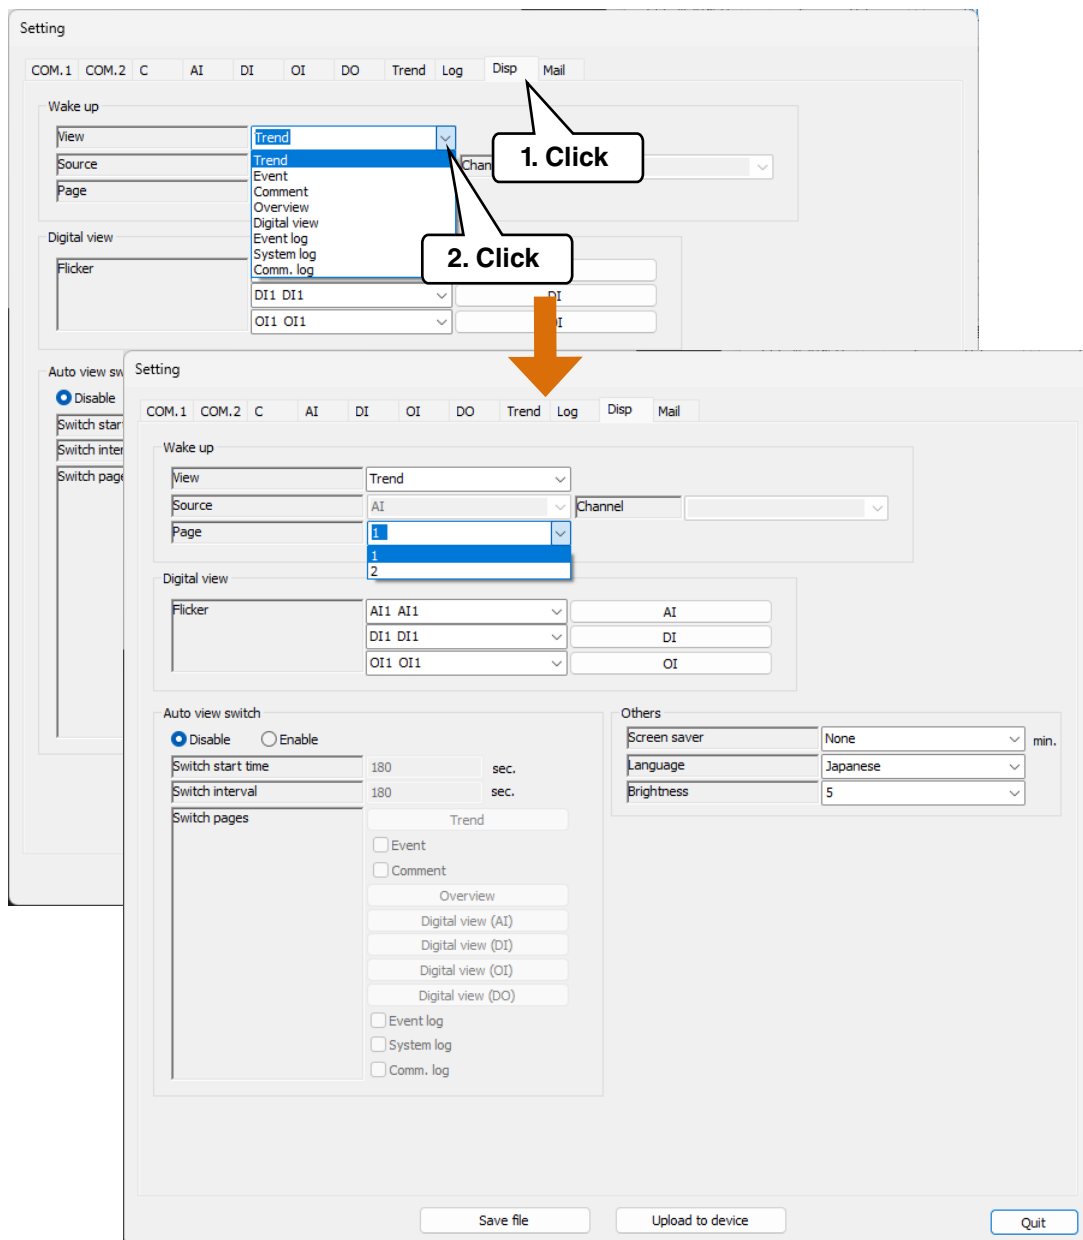 Setting
COM.1 COM.2 C AI DI OI DO Trend Log Disp Mail
Wake up
View Trend
1. Click
Source Trend
Page Event
Comment
Overview
Digital view
Event log
System log
Comm. log
2. Click
Digital view
Flicker
DI1 DI1 DI
OI1 OI1
Auto view sw
Disable
Switch star
Switch inter
Switch page
Setting
COM.1 COM.2 C AI DI OI DO Trend Log Disp Mail
Wake up
View Trend
Source AI Channel
Page 1
1
2
Digital view
Flicker AI1 AI1 AI
DI1 DI1 DI
OI1 OI1 OI
Auto view switch
Disable Enable
Switch start time 180 sec.
Switch interval 180 sec.
Switch pages Trend
Event
Comment
Overview
Digital view (AI)
Digital view (DI)
Digital view (OI)
Digital view (DO)
Event log
System log
Comm. log
Others
Screen saver None min.
Language Japanese
Brightness 5
Save file Upload to device Quit